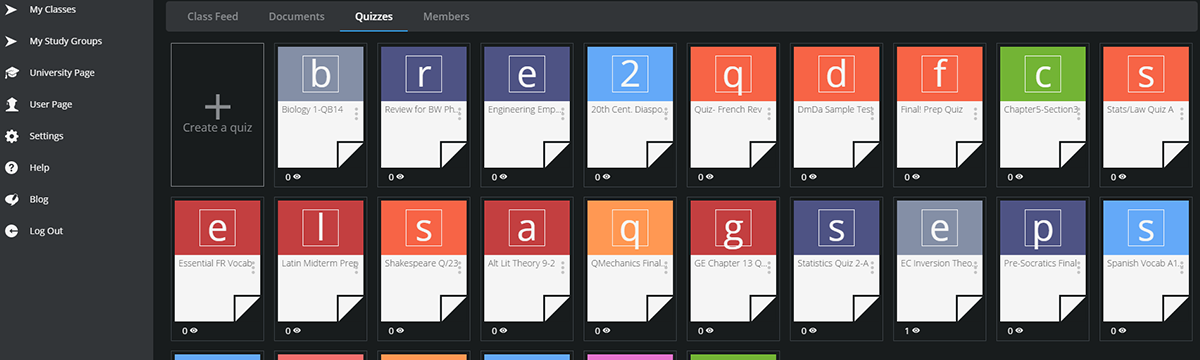 My Classes
My Study Groups
University Page
User Page
Settings
Help
Blog
Log Out
Class Feed Documents Quizzes Members
Create a quiz
b r e 2 q d f c s
Biology 1-QB14 Review for BW Ph... Engineering Emp... 20th Cent. Diaspo... Quiz- French Rev DmDa Sample Test Final! Prep Quiz Chapter5-Section3 Stats/Law Quiz A
0 0 0 0 0 0 0 0 0
e l s a q g s e p s
Essential FR Vocab Latin Midterm Prep Shakespeare Q/23 Alt Lit Theory 9-2 QMechanics Final. GE Chapter 13 Q... Statistics Quiz 2-A EC Inversion Theo... Pre-Socratics Final Spanish Vocab A1.
0 0 0 0 0 0 0 1 0 0